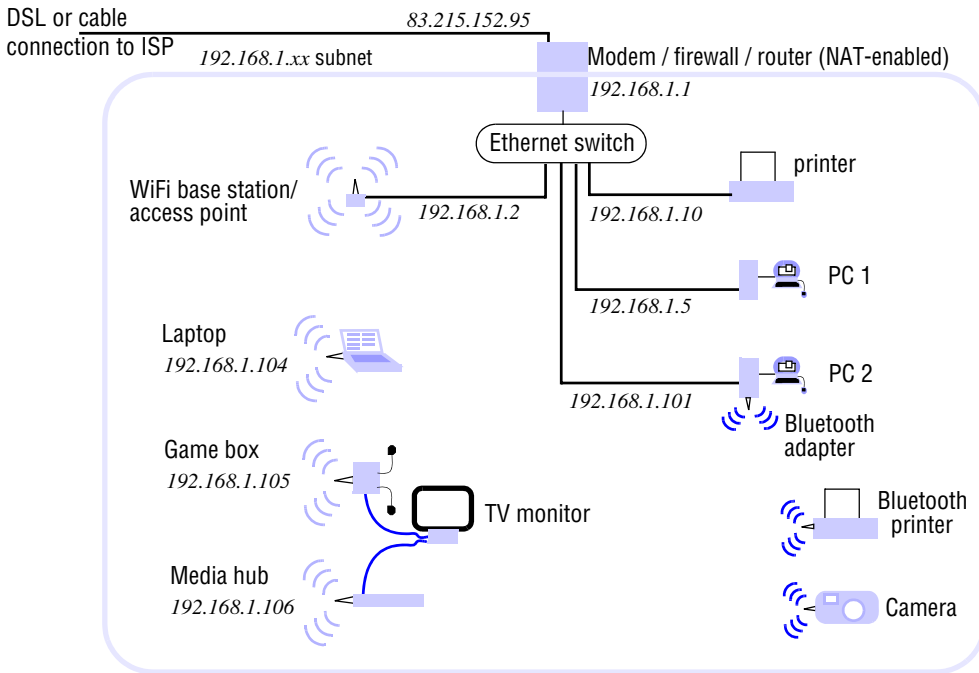 DSL or cable
connection to ISP
83.215.152.95
192.168.1.xx subnet
Modem / firewall / router (NAT-enabled)
192.168.1.1
Ethernet switch
printer
WiFi base station/
access point
192.168.1.2
192.168.1.10
PC 1
192.168.1.5
Laptop
192.168.1.104
PC 2
192.168.1.101
Bluetooth
adapter
Game box
192.168.1.105
TV monitor
Bluetooth
printer
Media hub
192.168.1.106
Camera